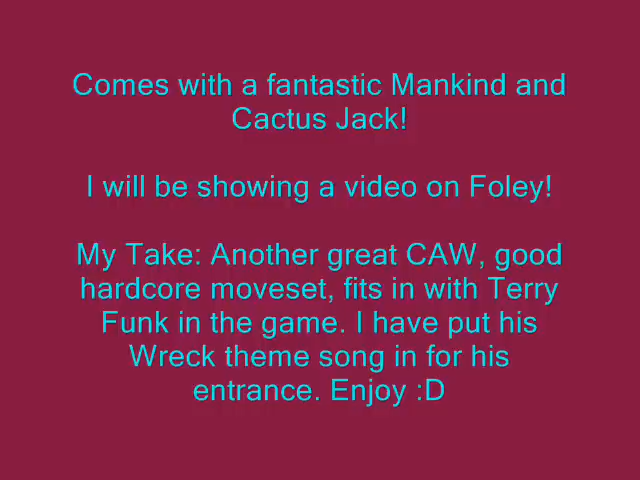 Comes with a fantastic Mankind and
Cactus Jack!
I will be showing a video on Foley!
My Take: Another great CAW, good
hardcore moveset, fits in with Terry
Funk in the game. I have put his
Wreck theme song in for his
entrance. Enjoy :D